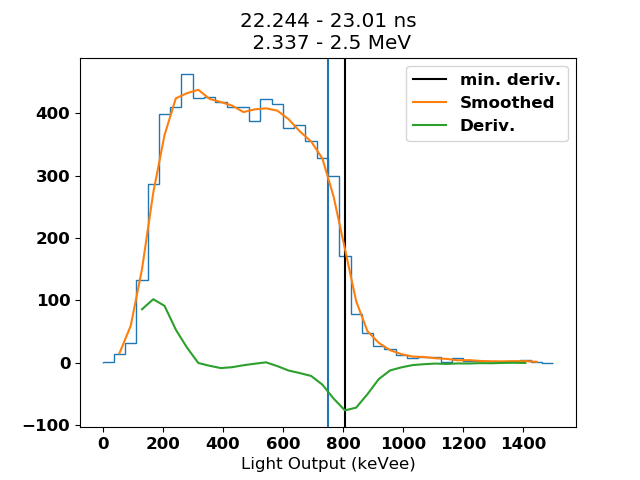 22.244 - 23.01 ns
2.337 - 2.5 MeV
min. deriv.
Smoothed
Deriv.
400
300
200
100
0
−100
0 200 400 600 800 1000 1200 1400
Light Output (keVee)